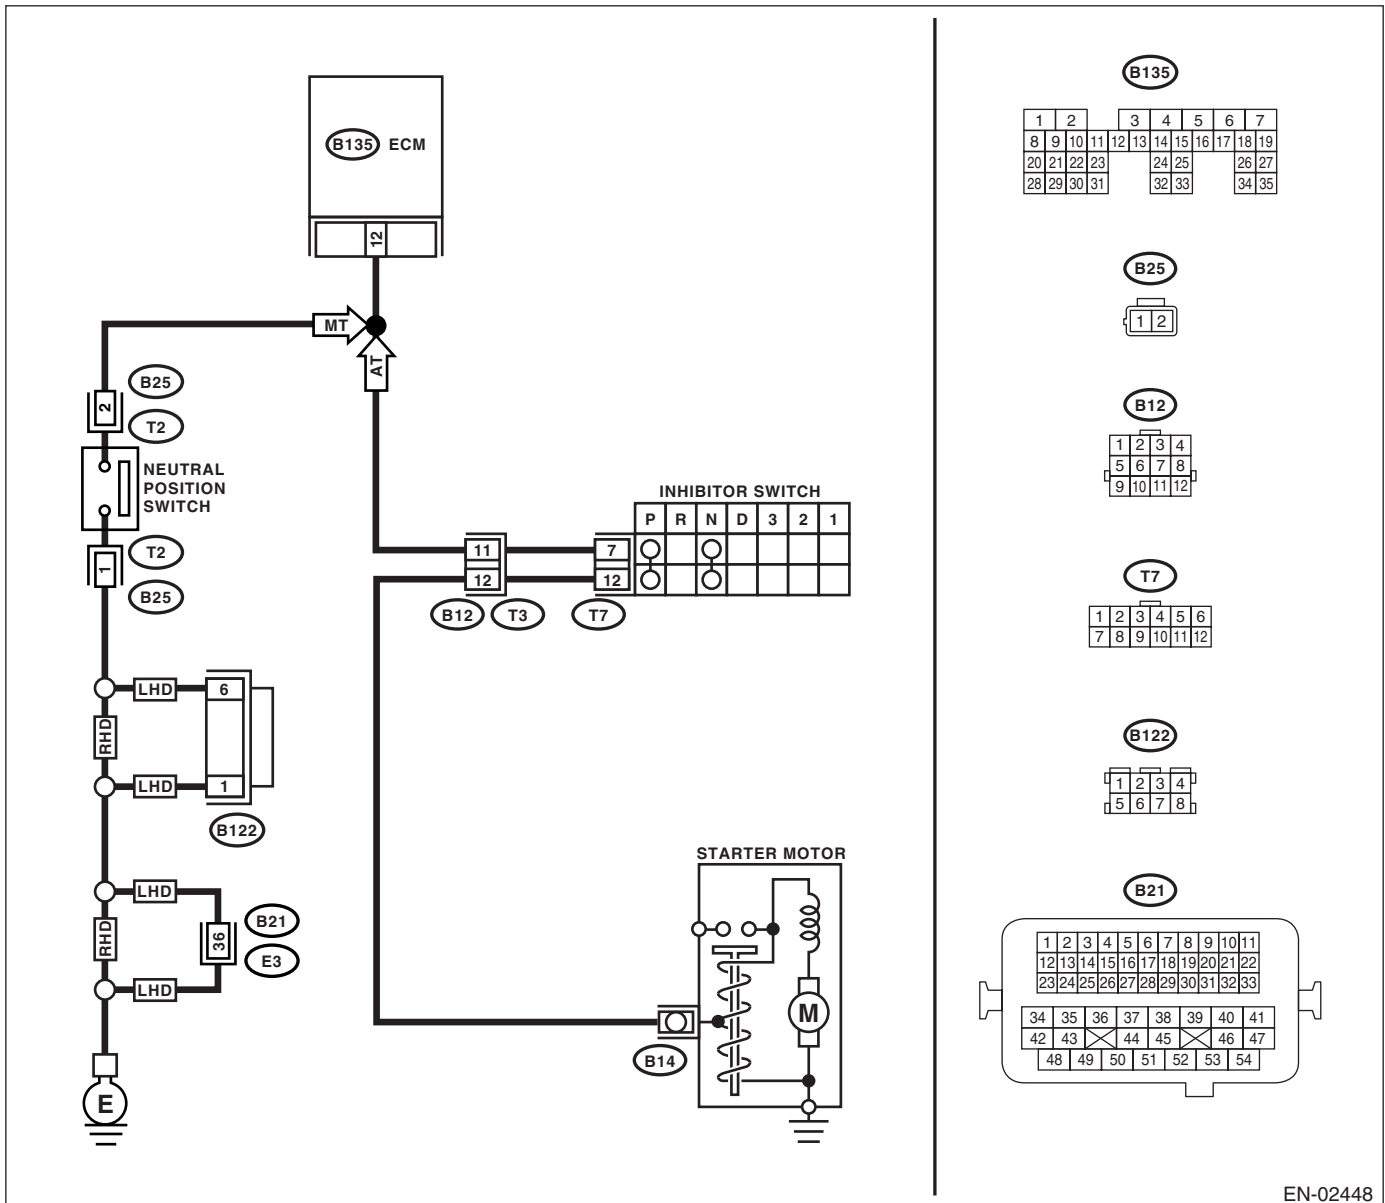 B135 ECM
12
MT
AT
B25
2
T2
NEUTRAL
POSITION
SWITCH
T2
1
B25
INHIBITOR SWITCH
P R N D 3 2 1
11 7
12 12
B12 T3 T7
LHD 6
RHD
LHD 1
B122
LHD
B21
RHD 36
E3
LHD
E
STARTER MOTOR
M
B14
B135
1 2 3 4 5 6 7
8 9 10 11 12 13 14 15 16 17 18 19
20 21 22 23 24 25 26 27
28 29 30 31 32 33 34 35
B25
1 2
B12
1 2 3 4
5 6 7 8
9 10 11 12
T7
1 2 3 4 5 6
7 8 9 10 11 12
B122
1 2 3 4
5 6 7 8
B21
1 2 3 4 5 6 7 8 9 10 11
12 13 14 15 16 17 18 19 20 21 22
23 24 25 26 27 28 29 30 31 32 33
34 35 36 37 38 39 40 41
42 43 44 45 46 47
48 49 50 51 52 53 54
EN-02448